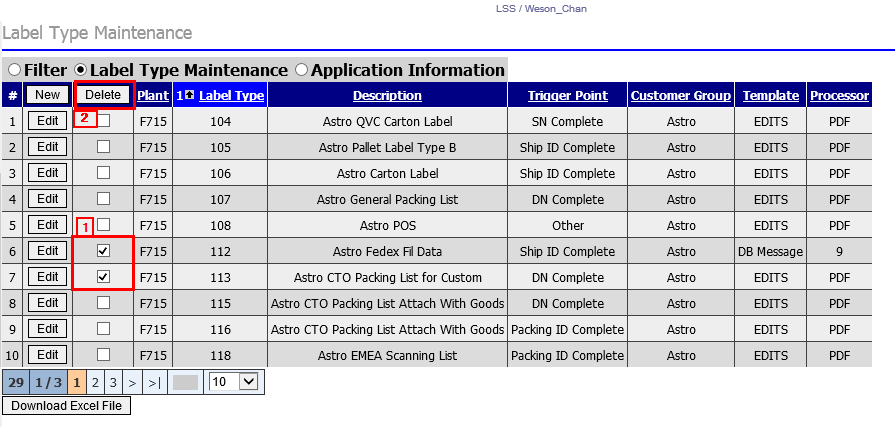 LSS / Weson_Chan
Label Type Maintenance
Filter Label Type Maintenance Application Information
# New Delete Plant 1 Label Type Description Trigger Point Customer Group Template Processor
1 Edit 2 F715 104 Astro QVC Carton Label SN Complete Astro EDITS PDF
2 Edit F715 105 Astro Pallet Label Type B Ship ID Complete Astro EDITS PDF
3 Edit F715 106 Astro Carton Label Ship ID Complete Astro EDITS PDF
4 Edit F715 107 Astro General Packing List DN Complete Astro EDITS PDF
5 Edit 1 F715 108 Astro POS Other Astro EDITS PDF
6 Edit F715 112 Astro Fedex Fil Data Ship ID Complete Astro DB Message 9
7 Edit F715 113 Astro CTO Packing List for Custom DN Complete Astro EDITS PDF
8 Edit F715 115 Astro CTO Packing List Attach With Goods DN Complete Astro EDITS PDF
9 Edit F715 116 Astro CTO Packing List Attach With Goods Packing ID Complete Astro EDITS PDF
10 Edit F715 118 Astro EMEA Scanning List Packing ID Complete Astro EDITS PDF
29 1 / 3 1 2 3 > >| 10
Download Excel File